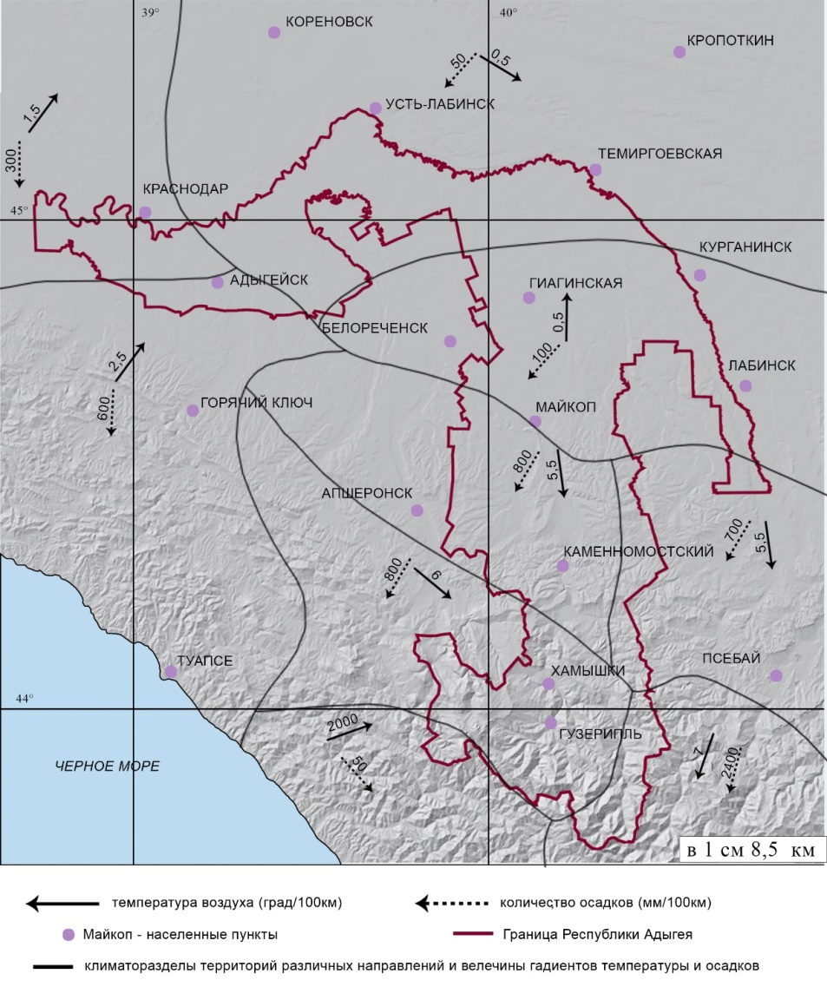 39°
40°
КОРЕНОВСК
КРОПОТКИН
50
0,5
1,5
УСТЬ-ЛАБИНСК
300
ТЕМИРГОЕВСКАЯ
КРАСНОДАР
45°
КУРГАНИНСК
АДЫГЕЙСК
ГИАГИНСКАЯ
0,5
БЕЛОРЕЧЕНСК
100
2,5
ЛАБИНСК
600
ГОРЯЧИЙ КЛЮЧ
МАЙКОП
800
5,5
АПШЕРОНСК
700
5,5
КАМЕННОМОСТСКИЙ
800
6
ТУАПСЕ
ПСЕБАЙ
ХАМЫШКИ
44°
2000
ГУЗЕРИПЛЬ
7
2400
50
ЧЕРНОЕ МОРЕ
в 1 см 8,5 км
температура воздуха (град/100км)
количество осадков (мм/100км)
Майкоп - населенные пункты
Граница Республики Адыгея
климаторазделы территорий различных направлений и велечины гадиентов температуры и осадков